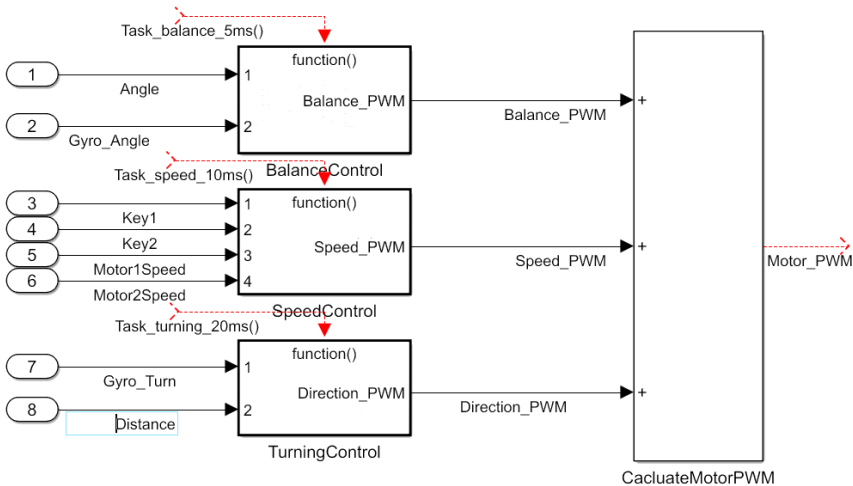 Task_balance_5ms()
function()
1
1
Angle
Balance_PWM
Balance_PWM
+
2
2
Gyro_Angle
BalanceControl
Task_speed_10ms()
function()
3
1
Key1
4
2
Key2
Speed_PWM
Speed_PWM
+
Motor_PWM
5
3
Motor1Speed
6
4
Motor2Speed
SpeedControl
Task_turning_20ms()
function()
7
1
Gyro_Turn
Direction_PWM
Direction_PWM
+
8
2
Distance
TurningControl
CacluateMotorPWM